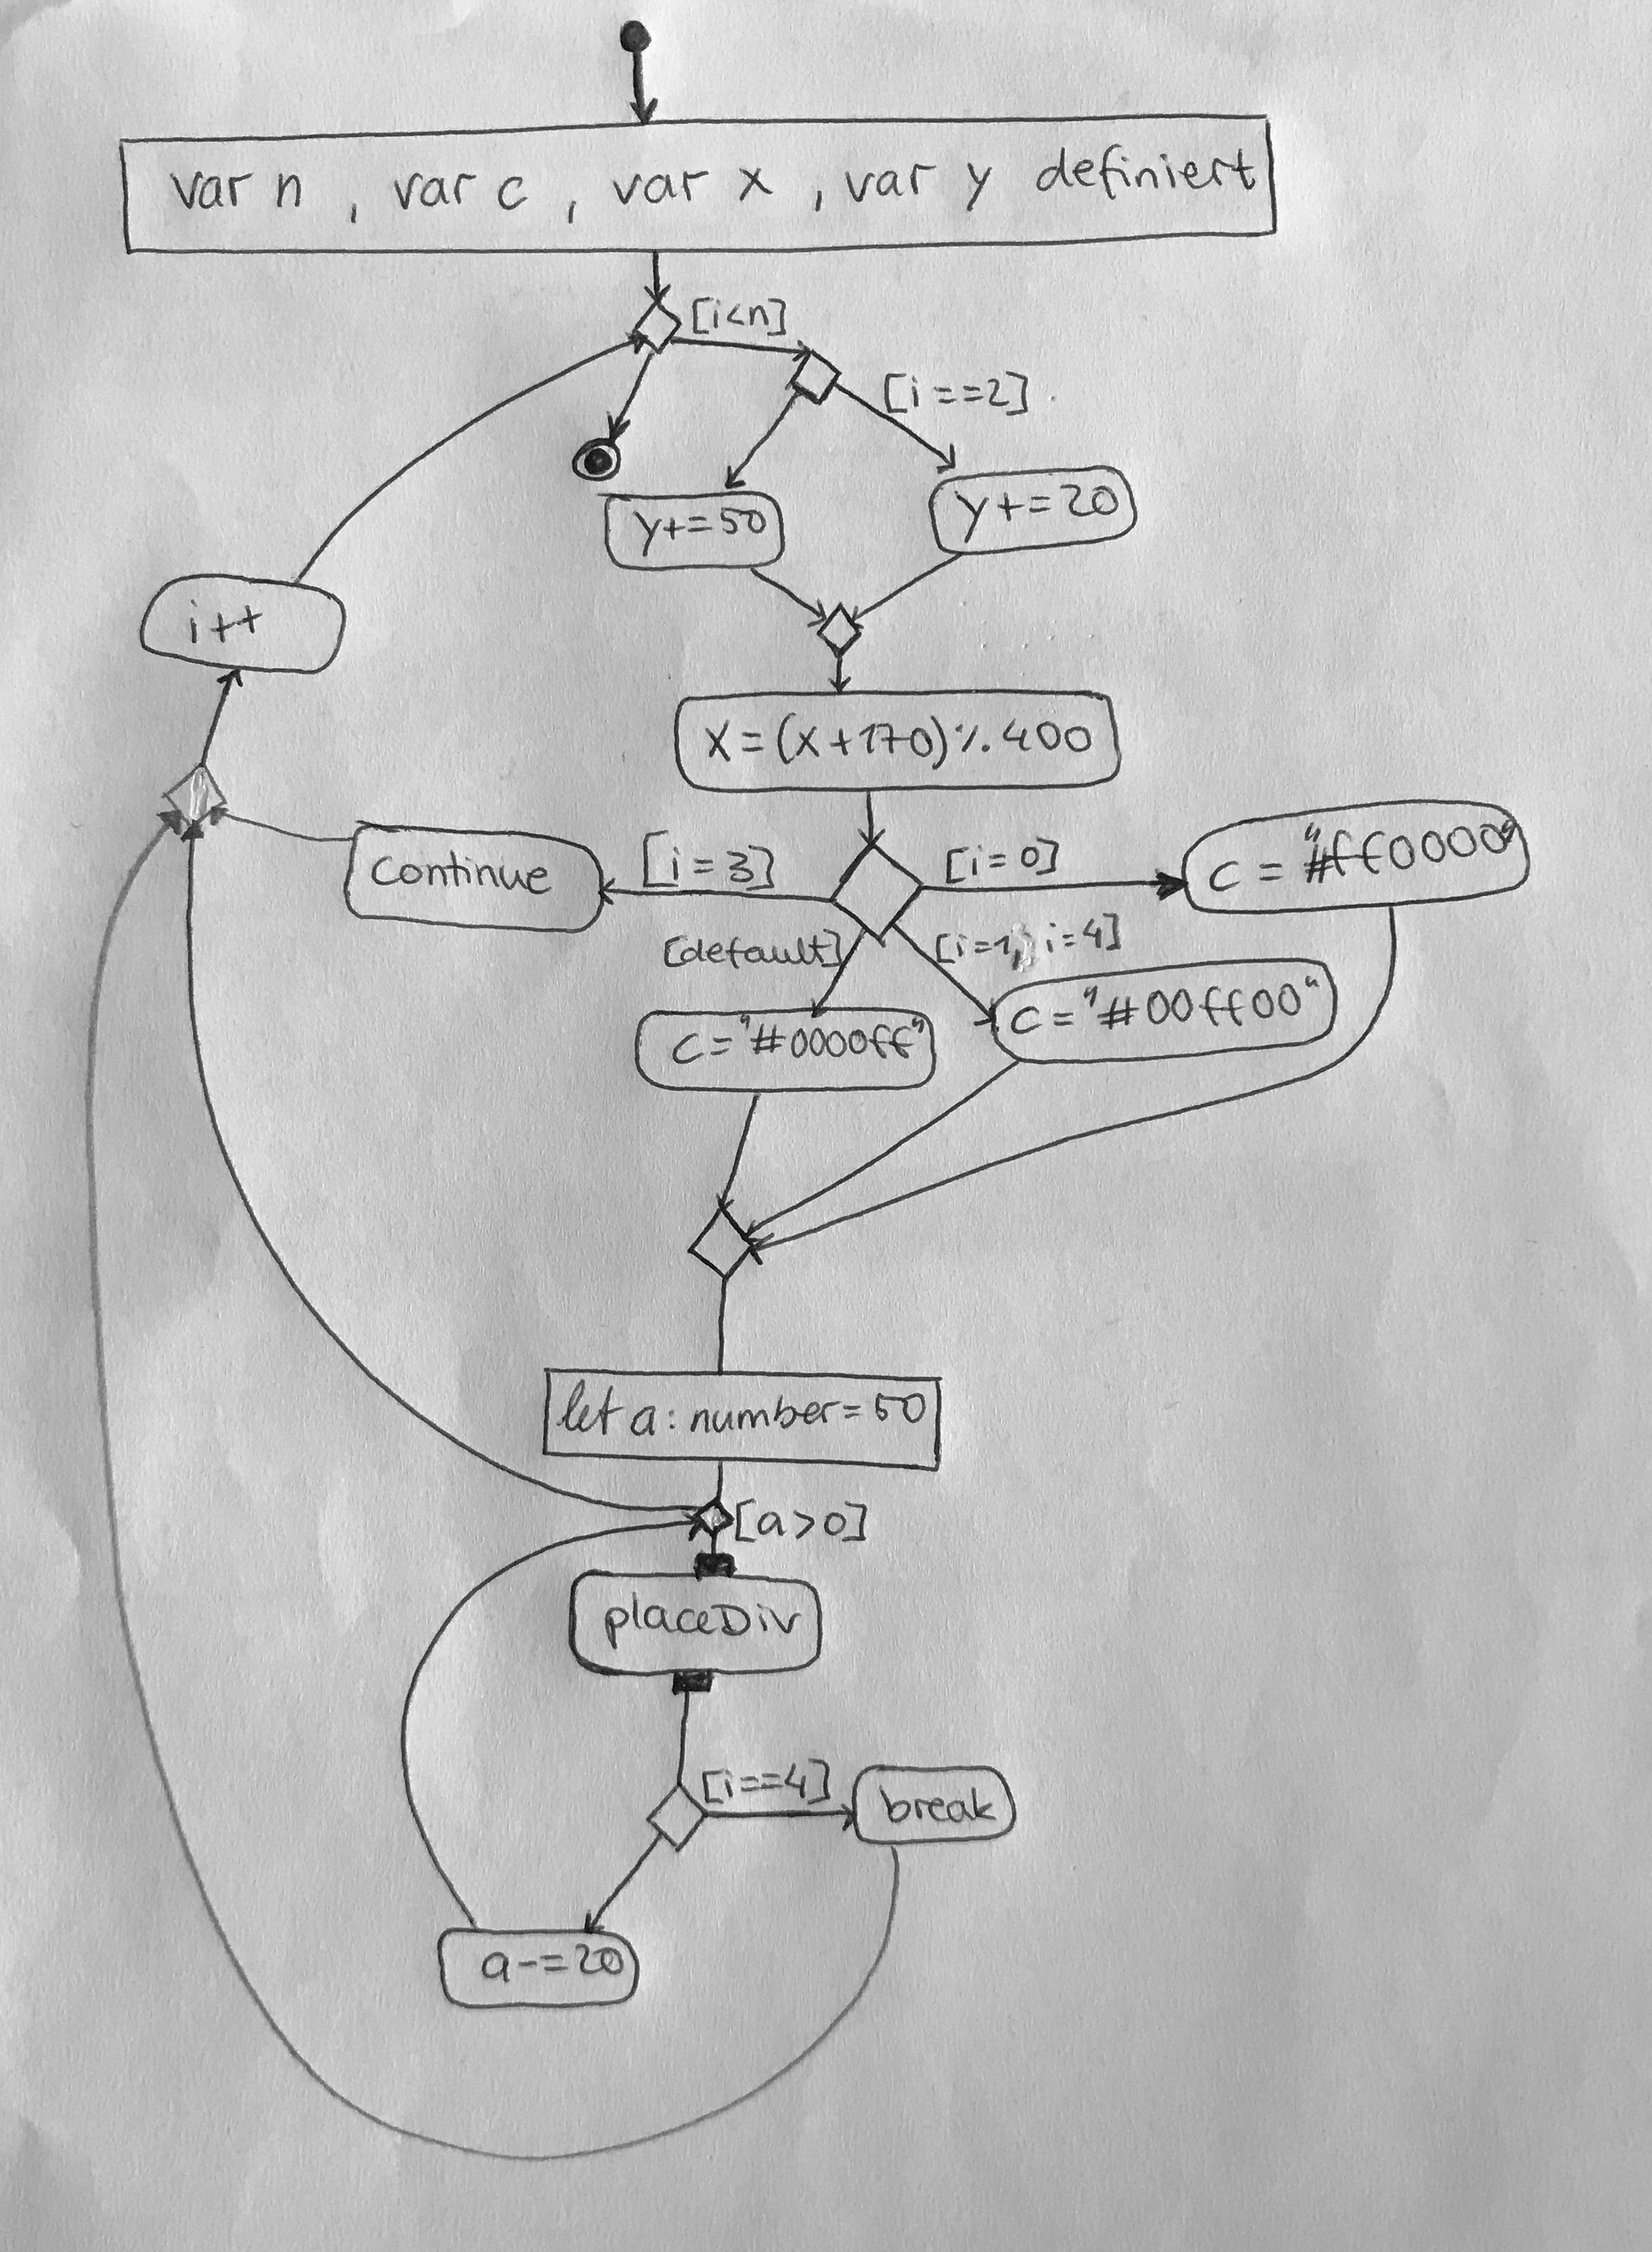 var n , var c , var x , var y definiert
[i<n]
[i==2]
y+=50
y+=20
i++
x=(x+170)%400
continue
[i=3]
[i=0]
c = "#ff0000"
[default]
[i=1, i=4]
c="#0000ff"
c="#00ff00"
let a: number=50
[a>0]
placeDiv
[i==4]
break
a-=20